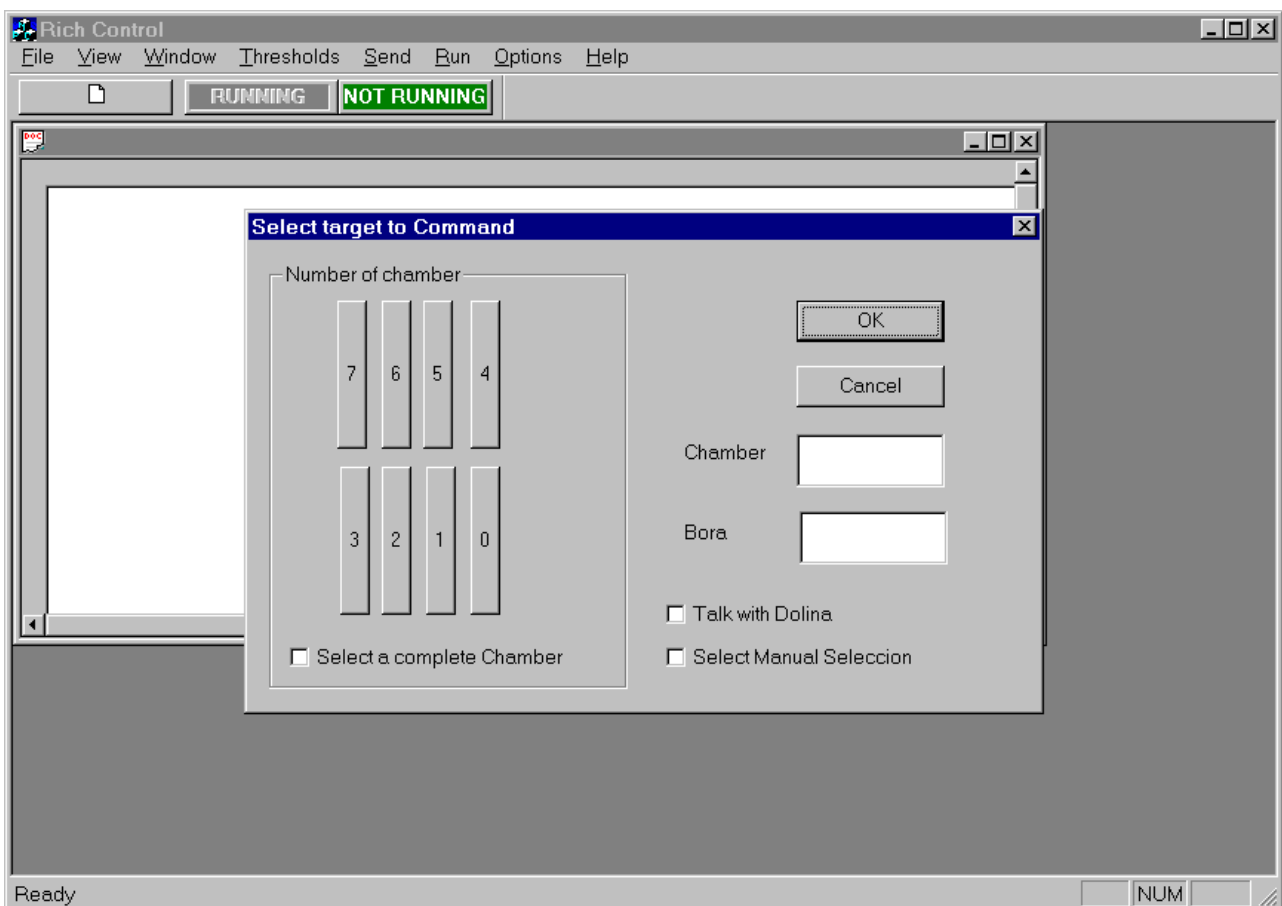 Rich Control
File View Window Thresholds Send Run Options Help
RUNNING NOT RUNNING
DOC
Select target to Command
Number of chamber
7 6 5 4
3 2 1 0
Select a complete Chamber
OK
Cancel
Chamber
Bora
Talk with Dolina
Select Manual Seleccion
Ready NUM